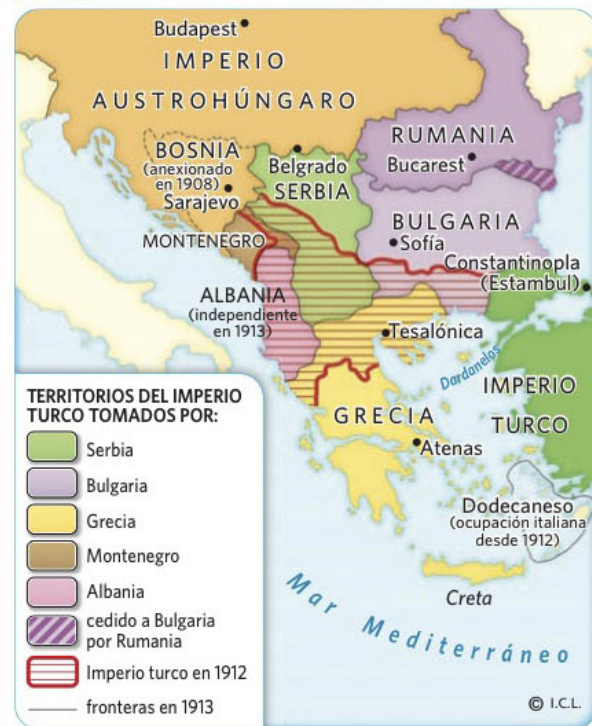 Budapest
IMPERIO
AUSTROHÚNGARO
RUMANIA
Bucarest
BOSNIA
(anexionado
en 1908)
Sarajevo
Belgrado
SERBIA
MONTENEGRO
BULGARIA
Sofía
Constantinopla
(Estambul)
ALBANIA
(independiente
en 1913)
Tesalónica
Dardanelos
IMPERIO
TURCO
GRECIA
Atenas
Dodecaneso
(ocupación italiana
desde 1912)
Creta
Mar Mediterráneo
TERRITORIOS DEL IMPERIO
TURCO TOMADOS POR:
Serbia
Bulgaria
Grecia
Montenegro
Albania
cedido a Bulgaria
por Rumania
Imperio turco en 1912
fronteras en 1913
© I.C.L.